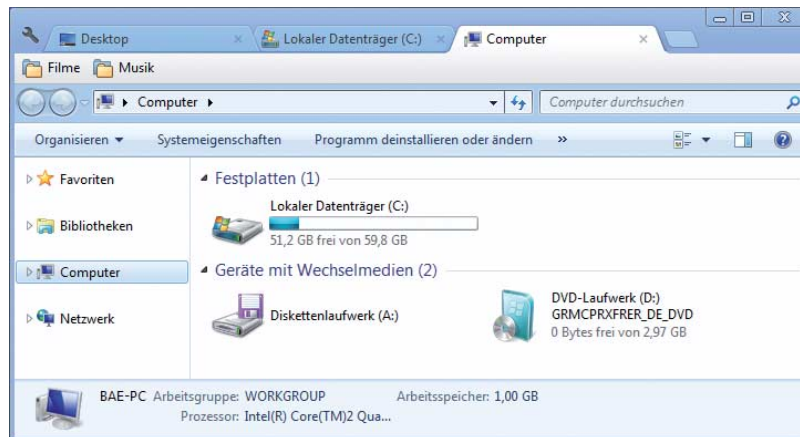 Desktop Lokaler Datenträger (C:) Computer
Filme Musik
Computer Computer durchsuchen
Organisieren Systemeigenschaften Programm deinstallieren oder ändern »
Favoriten
Bibliotheken
Computer
Netzwerk
Festplatten (1)
Lokaler Datenträger (C:)
51,2 GB frei von 59,8 GB
Geräte mit Wechselmedien (2)
Diskettenlaufwerk (A:)
DVD-Laufwerk (D:)
GRMCPRXFRER_DE_DVD
0 Bytes frei von 2,97 GB
BAE-PC Arbeitsgruppe: WORKGROUP Arbeitsspeicher: 1,00 GB
Prozessor: Intel(R) Core(TM)2 Qua...